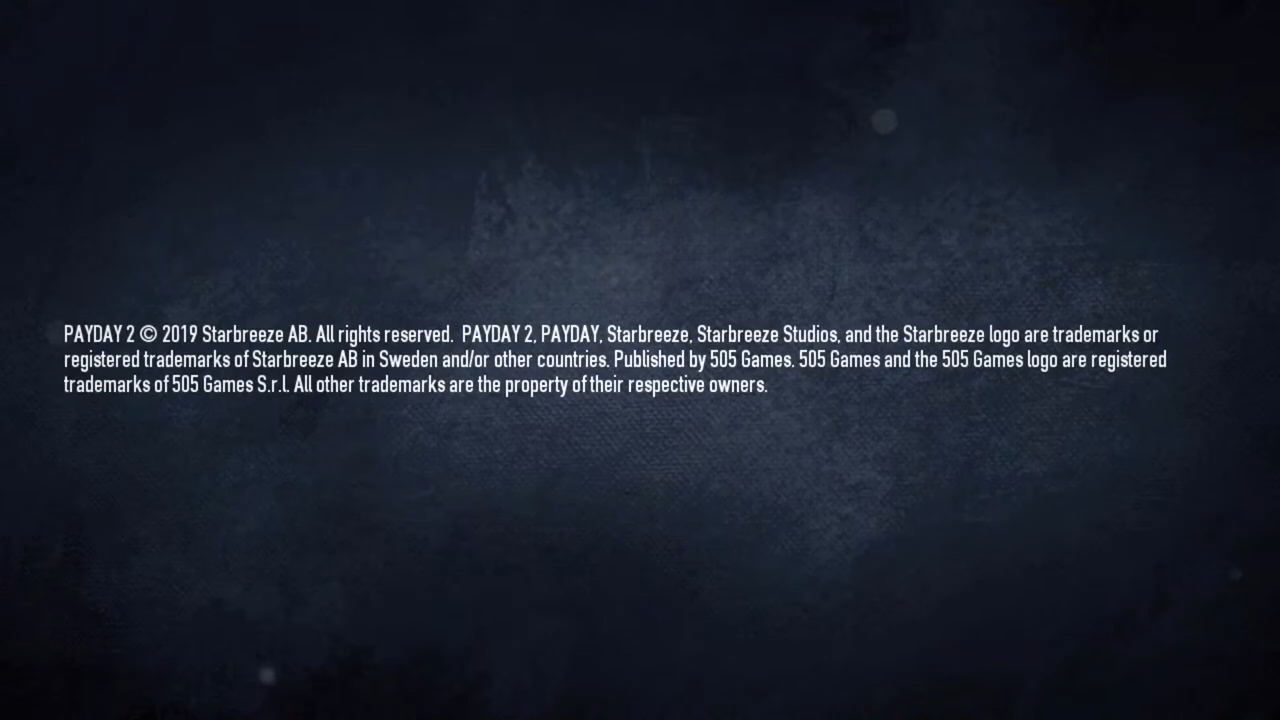 PAYDAY 2 © 2019 Starbreeze AB. All rights reserved.  PAYDAY 2, PAYDAY, Starbreeze, Starbreeze Studios, and the Starbreeze logo are trademarks or
registered trademarks of Starbreeze AB in Sweden and/or other countries. Published by 505 Games. 505 Games and the 505 Games logo are registered
trademarks of 505 Games S.r.l. All other trademarks are the property of their respective owners.